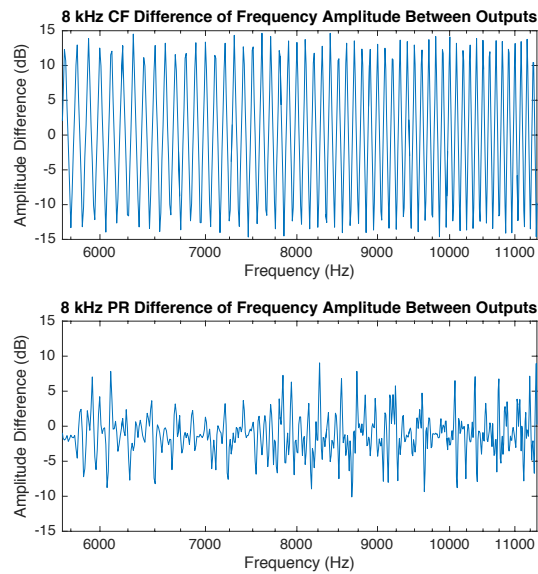 8 kHz CF Difference of Frequency Amplitude Between Outputs
15
10
5
0
-5
-10
-15
Amplitude Difference (dB)
6000 7000 8000 9000 10000 11000
Frequency (Hz)
8 kHz PR Difference of Frequency Amplitude Between Outputs
15
10
5
0
-5
-10
-15
Amplitude Difference (dB)
6000 7000 8000 9000 10000 11000
Frequency (Hz)